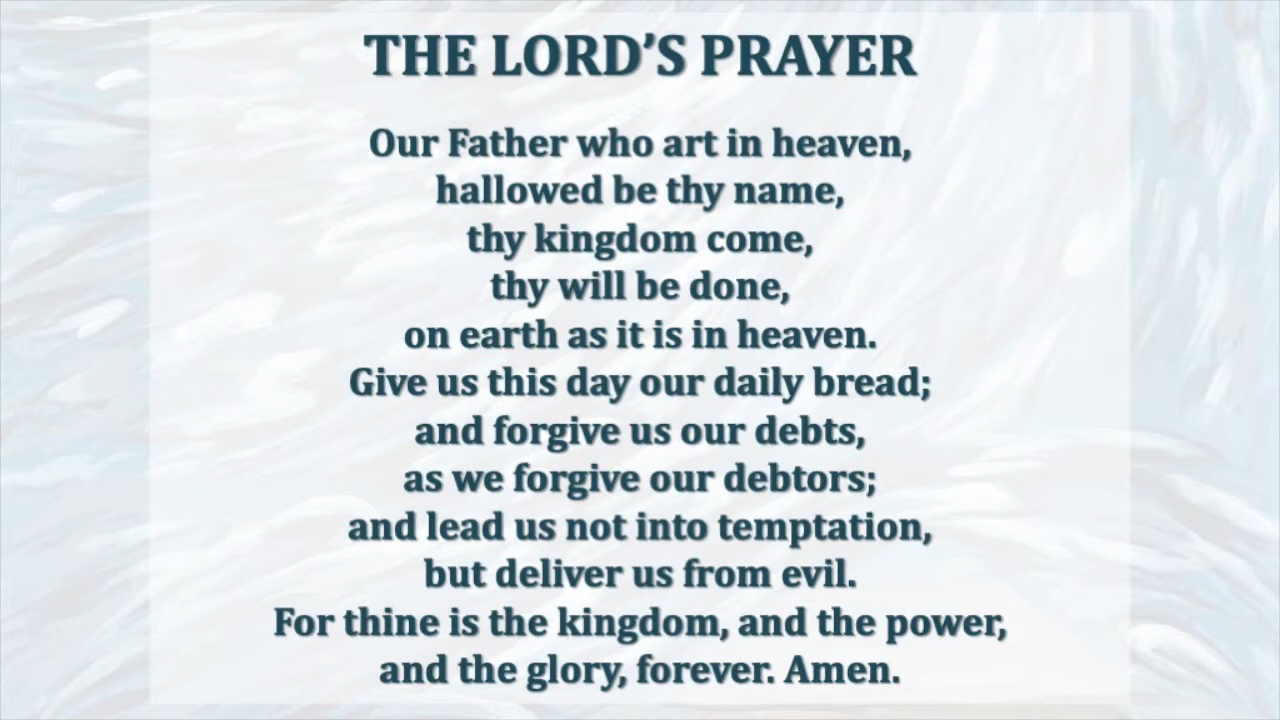 THE LORD’S PRAYER
Our Father who art in heaven,
hallowed be thy name,
thy kingdom come,
thy will be done,
on earth as it is in heaven.
Give us this day our daily bread;
and forgive us our debts,
as we forgive our debtors;
and lead us not into temptation,
but deliver us from evil.
For thine is the kingdom, and the power,
and the glory, forever. Amen.